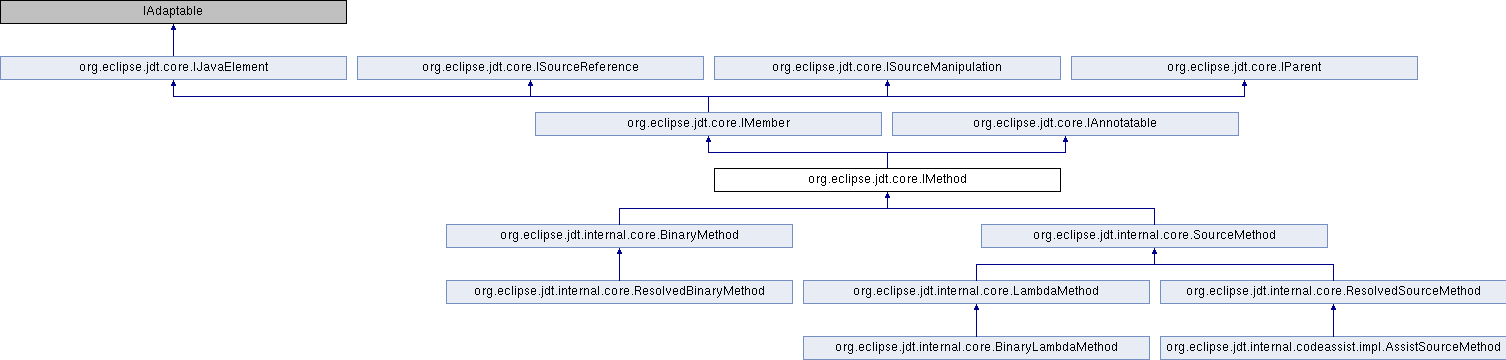 IAdaptable
org.eclipse.jdt.core.IJavaElement
org.eclipse.jdt.core.ISourceReference
org.eclipse.jdt.core.ISourceManipulation
org.eclipse.jdt.core.IParent
org.eclipse.jdt.core.IMember
org.eclipse.jdt.core.IAnnotatable
org.eclipse.jdt.core.IMethod
org.eclipse.jdt.internal.core.BinaryMethod
org.eclipse.jdt.internal.core.SourceMethod
org.eclipse.jdt.internal.core.ResolvedBinaryMethod
org.eclipse.jdt.internal.core.LambdaMethod
org.eclipse.jdt.internal.core.ResolvedSourceMethod
org.eclipse.jdt.internal.core.BinaryLambdaMethod
org.eclipse.jdt.internal.codeassist.impl.AssistSourceMethod